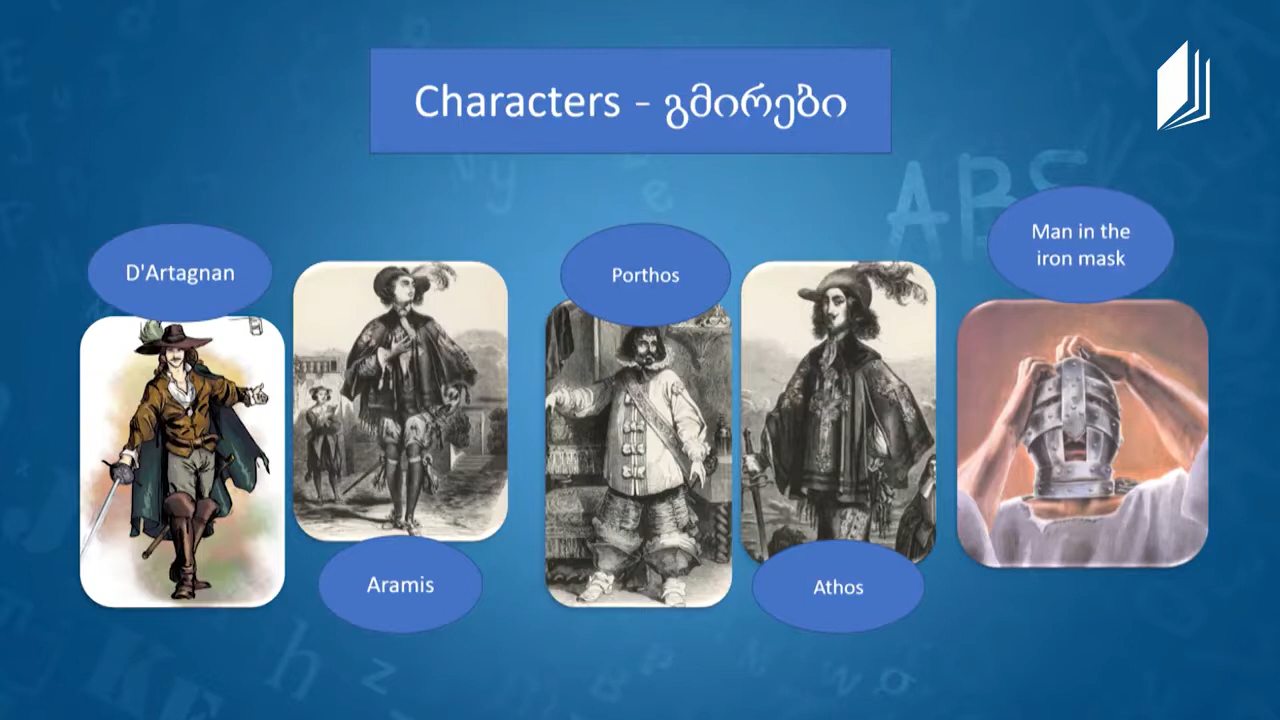 Characters - გმირები
D'Artagnan
Aramis
Porthos
Athos
Man in the
iron mask